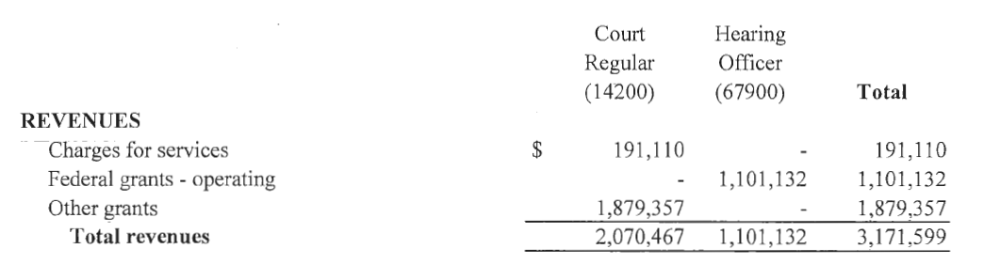 Court Hearing
Regular Officer
(14200) (67900) Total
REVENUES
Charges for services $ 191,110 - 191,110
Federal grants - operating - 1,101,132 1,101,132
Other grants 1,879,357 - 1,879,357
Total revenues 2,070,467 1,101,132 3,171,599